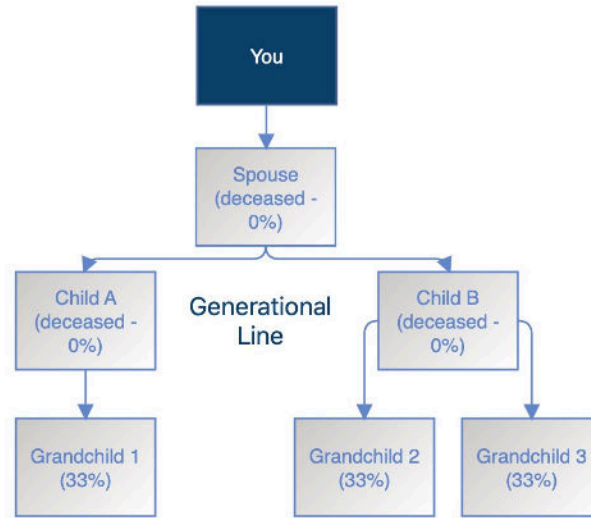 You
Spouse
(deceased -
0%)
Child A
(deceased -
0%)
Generational
Line
Child B
(deceased -
0%)
Grandchild 1
(33%)
Grandchild 2
(33%)
Grandchild 3
(33%)